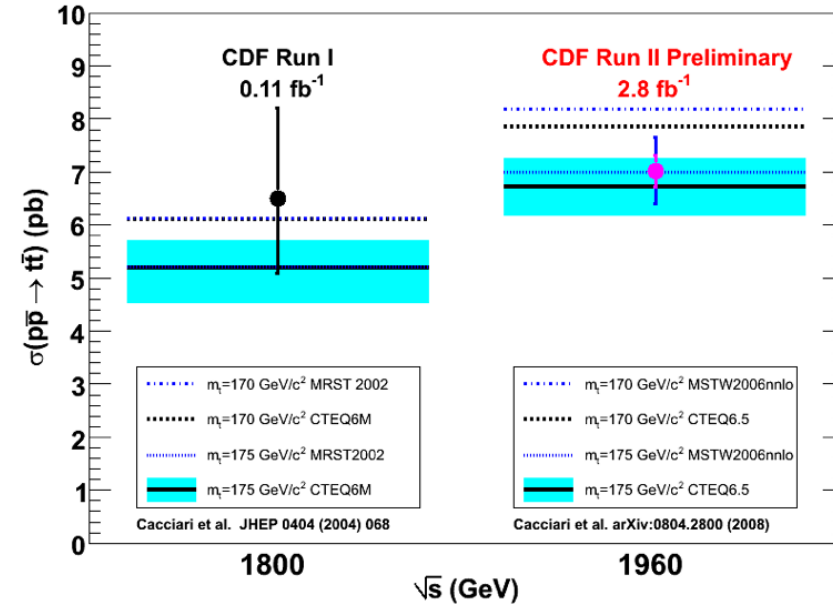 10
9
8
7
6
5
4
3
2
1
0
σ(pp̄ → tt̄) (pb)
CDF Run I
0.11 fb⁻¹
CDF Run II Preliminary
2.8 fb⁻¹
mₜ=170 GeV/c² MRST 2002
mₜ=170 GeV/c² CTEQ6M
mₜ=175 GeV/c² MRST2002
mₜ=175 GeV/c² CTEQ6M
Cacciari et al. JHEP 0404 (2004) 068
mₜ=170 GeV/c² MSTW2006nnlo
mₜ=170 GeV/c² CTEQ6.5
mₜ=175 GeV/c² MSTW2006nnlo
mₜ=175 GeV/c² CTEQ6.5
Cacciari et al. arXiv:0804.2800 (2008)
1800
1960
√s (GeV)